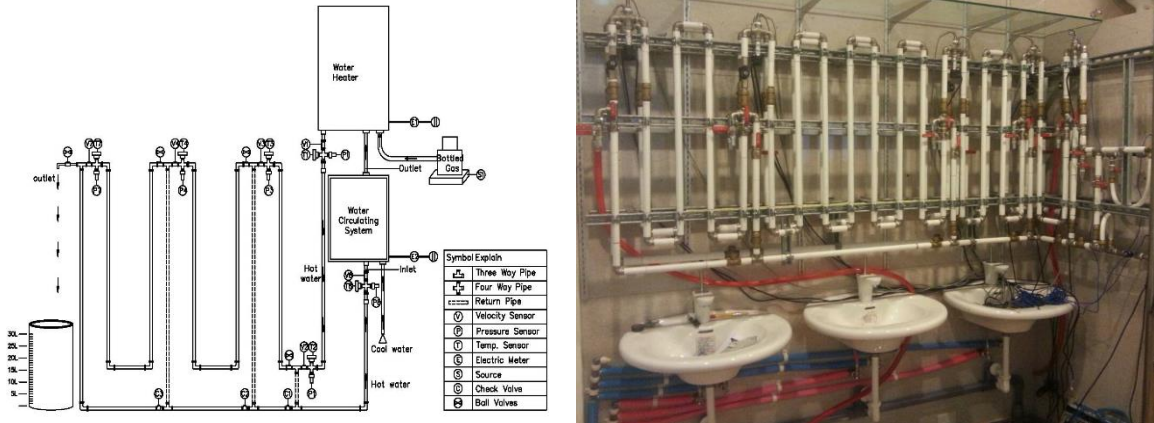 Water
Heater
Bottled
Gas
outlet
Outlet
Water
Circulating
System
Hot
water
Inlet
Cool water
Hot water
30L
25L
20L
15L
10L
5L
Symbol Explain
Three Way Pipe
Four Way Pipe
Return Pipe
V Velocity Sensor
P Pressure Sensor
T Temp. Sensor
E Electric Meter
S Source
C Check Valve
Ball Valves